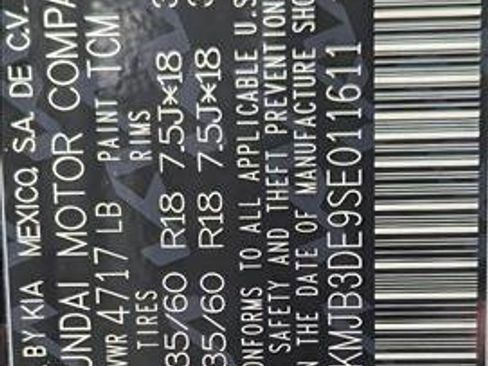 BY KIA MEXICO, S.A. DE C.V.
UNDAI MOTOR COMPA
VWR 4717 LB PAINT TCM
TIRES RIMS
35/60 R18 7.5J×18
35/60 R18 7.5J×18
ONFORMS TO ALL APPLICABLE U.S
SAFETY AND THEFT PREVENTION
N THE DATE OF MANUFACTURE SHO
KMJB3DE9SE011611